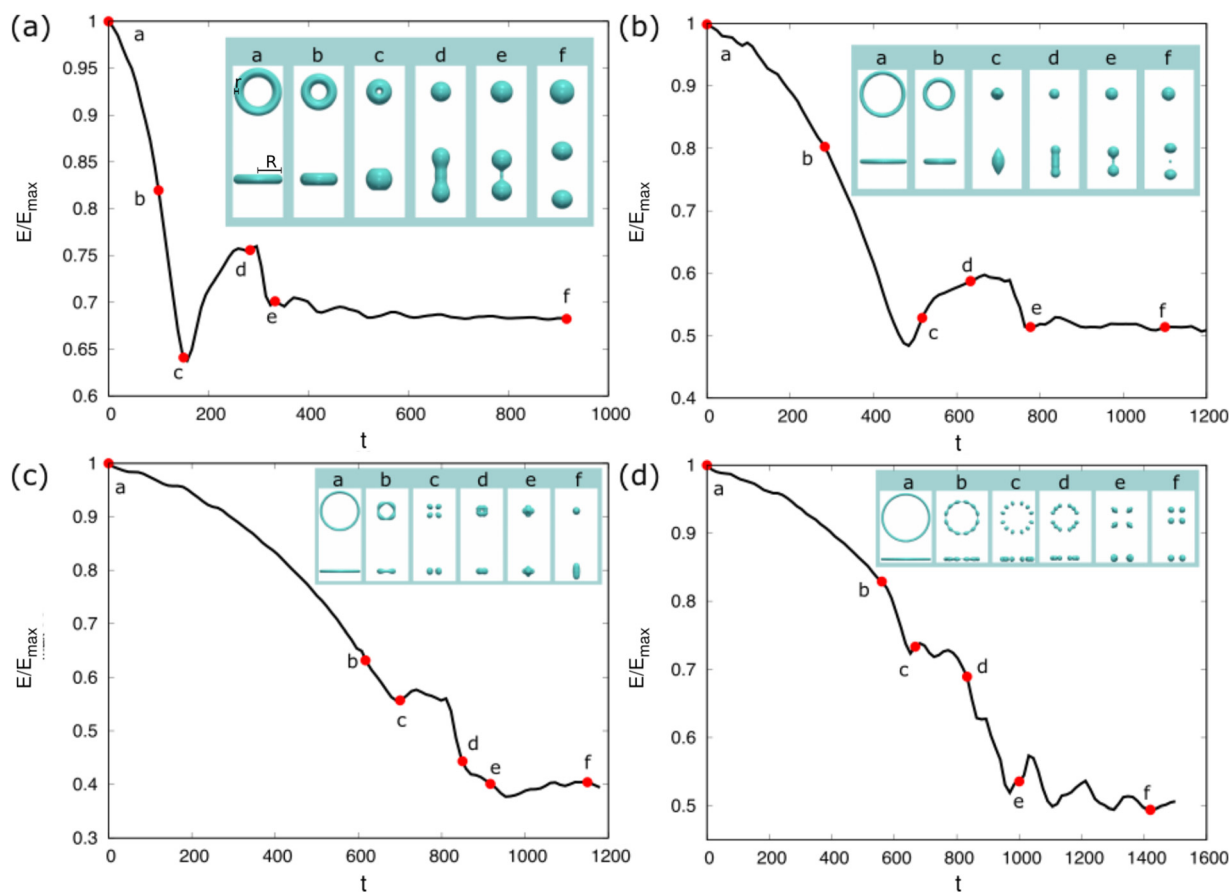 (a)
E/Emax
1
0.95
0.9
0.85
0.8
0.75
0.7
0.65
0.6
0 200 400 600 800 1000
t
a b c d e f
r
R
a
b
c
d
e
f
(b)
E/Emax
1
0.9
0.8
0.7
0.6
0.5
0.4
0 200 400 600 800 1000 1200
t
a b c d e f
a
b
c
d
e
f
(c)
E/Emax
1
0.9
0.8
0.7
0.6
0.5
0.4
0.3
0 200 400 600 800 1000 1200
t
a b c d e f
a
b
c
d
e
f
(d)
E/Emax
1
0.9
0.8
0.7
0.6
0.5
0 200 400 600 800 1000 1200 1400 1600
t
a b c d e f
a
b
c
d
e
f